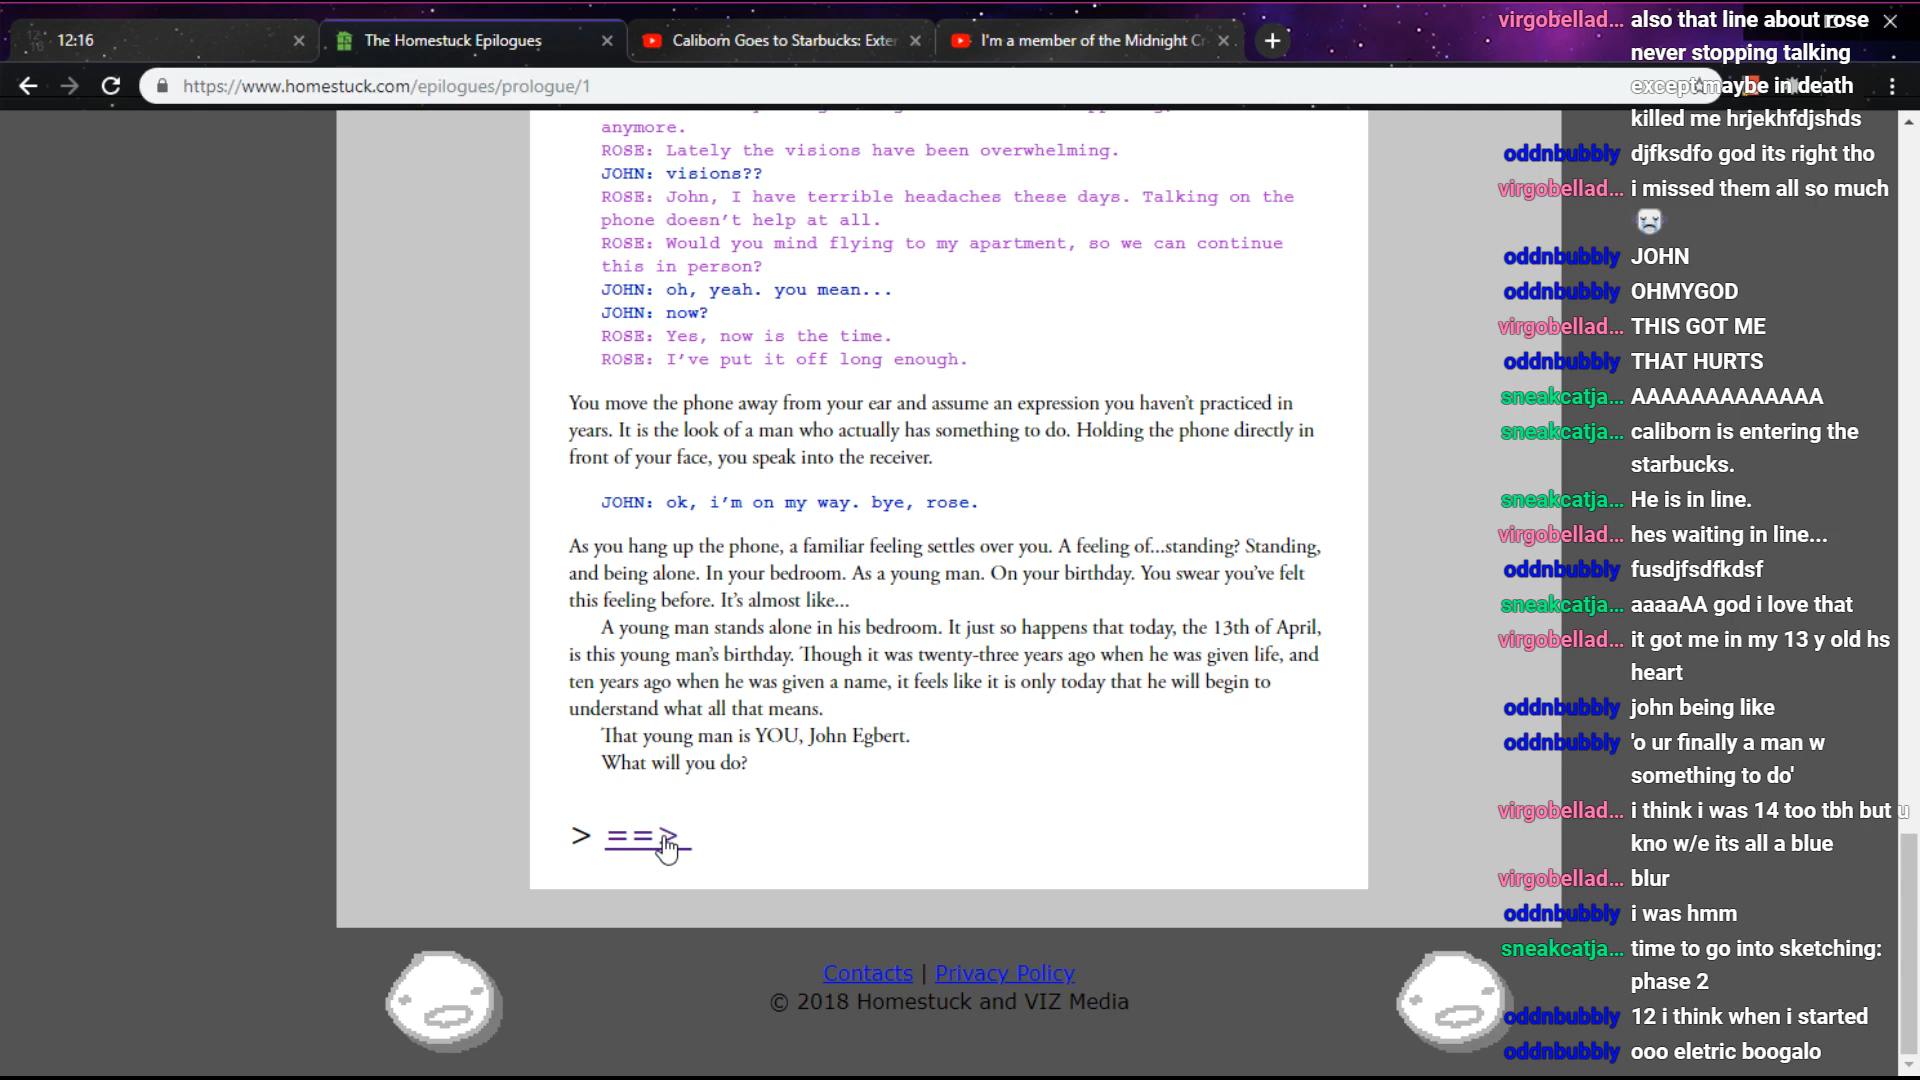 12:16
The Homestuck Epilogues
Caliborn Goes to Starbucks: Exter
I'm a member of the Midnight Cr
https://www.homestuck.com/epilogues/prologue/1
anymore.
ROSE: Lately the visions have been overwhelming.
JOHN: visions??
ROSE: John, I have terrible headaches these days. Talking on the
phone doesn't help at all.
ROSE: Would you mind flying to my apartment, so we can continue
this in person?
JOHN: oh, yeah. you mean...
JOHN: now?
ROSE: Yes, now is the time.
ROSE: I've put it off long enough.
You move the phone away from your ear and assume an expression you haven't practiced in
years. It is the look of a man who actually has something to do. Holding the phone directly in
front of your face, you speak into the receiver.
JOHN: ok, i'm on my way. bye, rose.
As you hang up the phone, a familiar feeling settles over you. A feeling of...standing? Standing,
and being alone. In your bedroom. As a young man. On your birthday. You swear you've felt
this feeling before. It's almost like...
A young man stands alone in his bedroom. It just so happens that today, the 13th of April,
is this young man's birthday. Though it was twenty-three years ago when he was given life, and
ten years ago when he was given a name, it feels like it is only today that he will begin to
understand what all that means.
That young man is YOU, John Egbert.
What will you do?
> ==>
Contacts | Privacy Policy
© 2018 Homestuck and VIZ Media
virgobellad... also that line about rose
never stopping talking
except maybe in death
killed me hrjekhfdjshds
oddnbubbly djfksdfo god its right tho
virgobellad... i missed them all so much
oddnbubbly JOHN
oddnbubbly OHMYGOD
virgobellad... THIS GOT ME
oddnbubbly THAT HURTS
sneakcatja... AAAAAAAAAAAAA
sneakcatja... caliborn is entering the
starbucks.
sneakcatja... He is in line.
virgobellad... hes waiting in line...
oddnbubbly fusdjfsdfkdsf
sneakcatja... aaaaAA god i love that
virgobellad... it got me in my 13 y old hs
heart
oddnbubbly john being like
oddnbubbly 'o ur finally a man w
something to do'
virgobellad... i think i was 14 too tbh but u
kno w/e its all a blue
virgobellad... blur
oddnbubbly i was hmm
sneakcatja... time to go into sketching:
phase 2
oddnbubbly 12 i think when i started
oddnbubbly ooo eletric boogalo